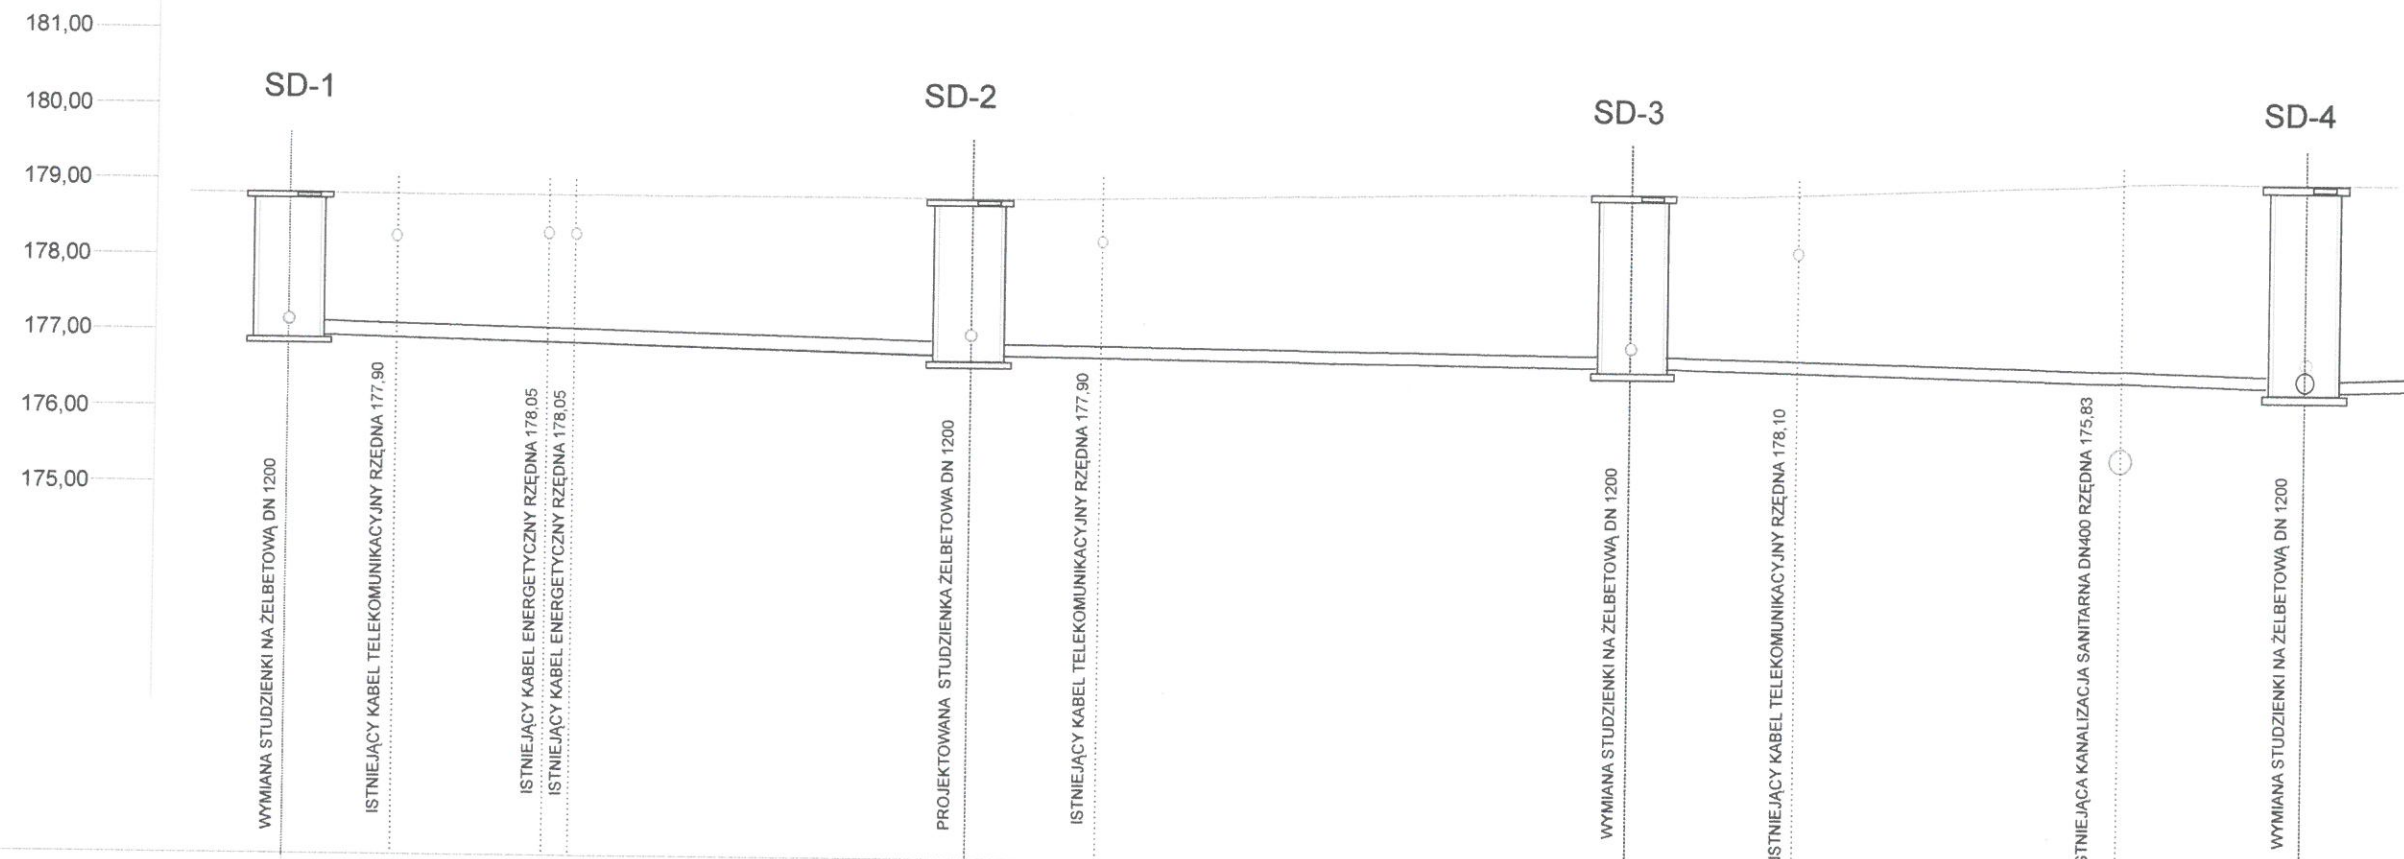 181,00
180,00
179,00
178,00
177,00
176,00
175,00
SD-1
SD-2
SD-3
SD-4
WYMIANA STUDZIENKI NA ŻELBETOWĄ DN 1200
ISTNIEJĄCY KABEL TELEKOMUNIKACYJNY RZĘDNA 177,90
ISTNIEJĄCY KABEL ENERGETYCZNY RZĘDNA 178,05
ISTNIEJĄCY KABEL ENERGETYCZNY RZĘDNA 178,05
PROJEKTOWANA STUDZIENKA ŻELBETOWA DN 1200
ISTNIEJĄCY KABEL TELEKOMUNIKACYJNY RZĘDNA 177,90
WYMIANA STUDZIENKI NA ŻELBETOWĄ DN 1200
ISTNIEJĄCY KABEL TELEKOMUNIKACYJNY RZĘDNA 178,10
STNIEJĄCA KANALIZACJA SANITARNA DN400 RZĘDNA 175,83
WYMIANA STUDZIENKI NA ŻELBETOWĄ DN 1200